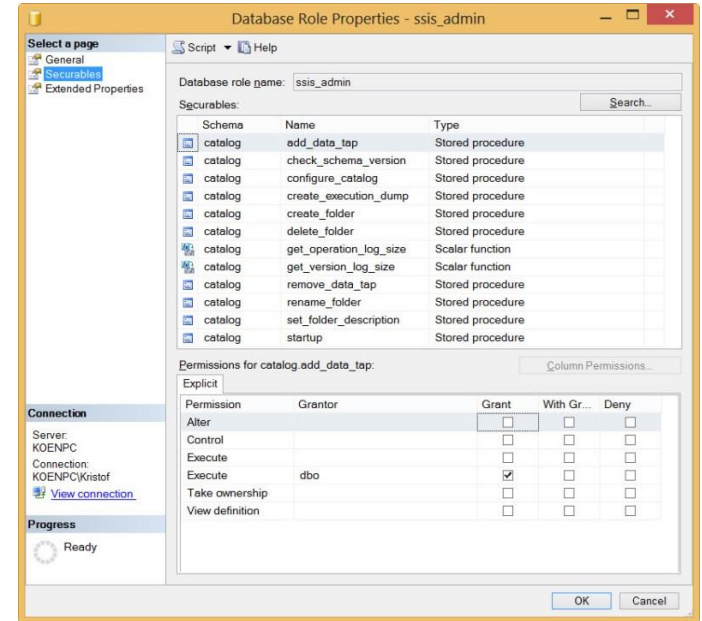 Database Role Properties - ssis_admin
Select a page
General
Securables
Extended Properties
Script Help
Database role name: ssis_admin
Securables:
Search...
Schema Name Type
catalog add_data_tap Stored procedure
catalog check_schema_version Stored procedure
catalog configure_catalog Stored procedure
catalog create_execution_dump Stored procedure
catalog create_folder Stored procedure
catalog delete_folder Stored procedure
catalog get_operation_log_size Scalar function
catalog get_version_log_size Scalar function
catalog remove_data_tap Stored procedure
catalog rename_folder Stored procedure
catalog set_folder_description Stored procedure
catalog startup Stored procedure
Permissions for catalog.add_data_tap:
Column Permissions...
Explicit
Permission Grantor Grant With Gr... Deny
Alter
Control
Execute
Execute dbo
Take ownership
View definition
Connection
Server:
KOENPC
Connection:
KOENPC\Kristof
View connection
Progress
Ready
OK Cancel